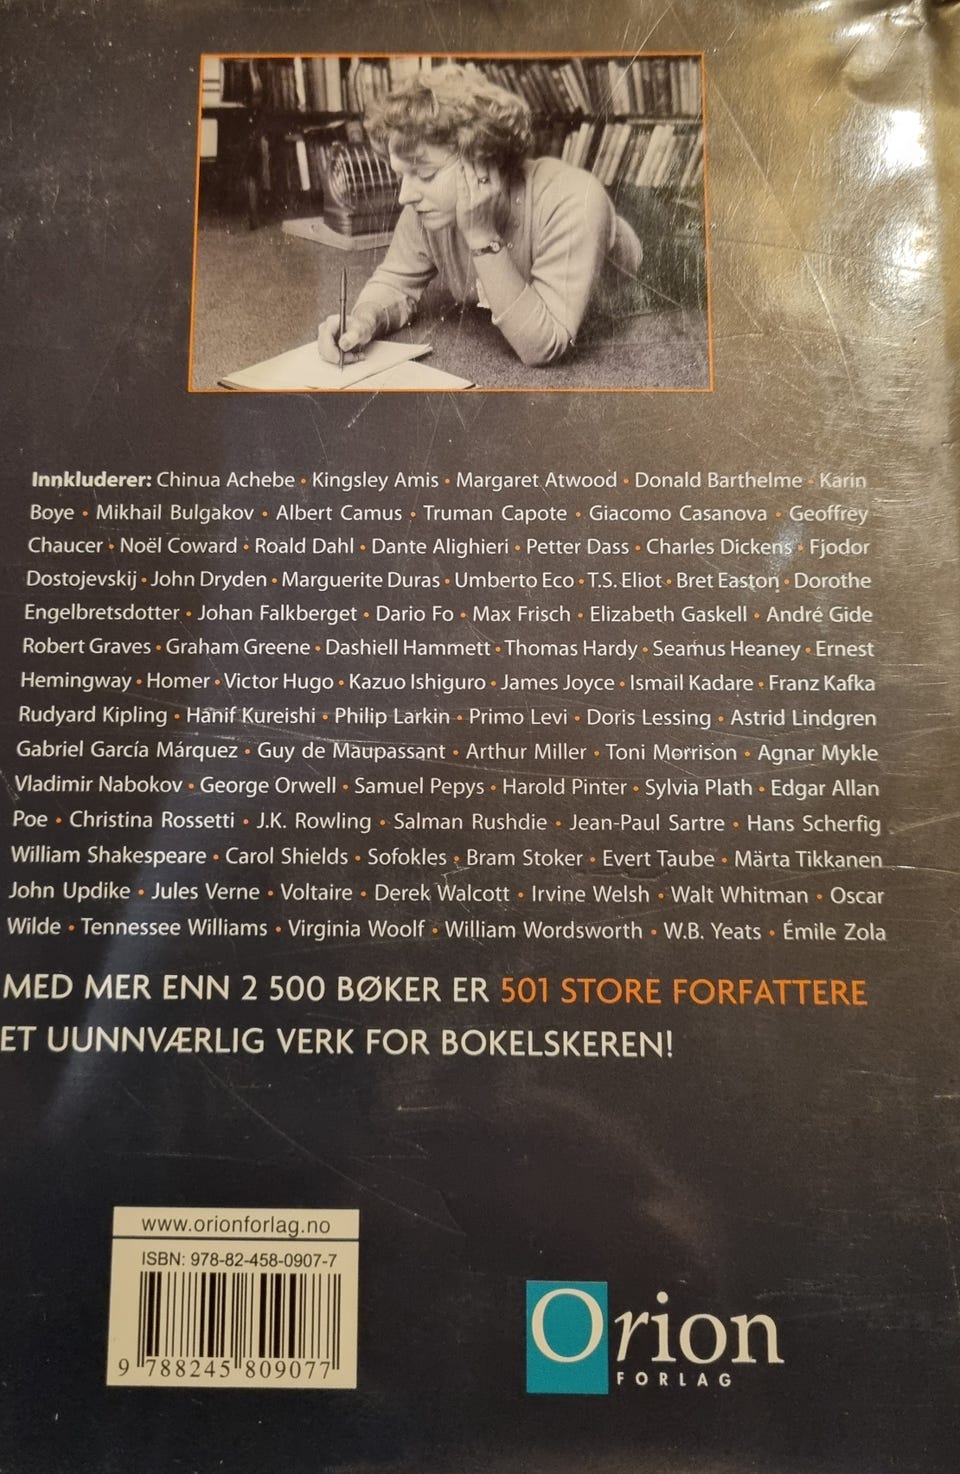 Innkluderer: Chinua Achebe • Kingsley Amis • Margaret Atwood • Donald Barthelme • Karin
Boye • Mikhail Bulgakov • Albert Camus • Truman Capote • Giacomo Casanova • Geoffrey
Chaucer • Noël Coward • Roald Dahl • Dante Alighieri • Petter Dass • Charles Dickens • Fjodor
Dostojevskij • John Dryden • Marguerite Duras • Umberto Eco • T.S. Eliot • Bret Easton • Dorothe
Engelbretsdotter • Johan Falkberget • Dario Fo • Max Frisch • Elizabeth Gaskell • André Gide
Robert Graves • Graham Greene • Dashiell Hammett • Thomas Hardy • Seamus Heaney • Ernest
Hemingway • Homer • Victor Hugo • Kazuo Ishiguro • James Joyce • Ismail Kadare • Franz Kafka
Rudyard Kipling • Hanif Kureishi • Philip Larkin • Primo Levi • Doris Lessing • Astrid Lindgren
Gabriel García Márquez • Guy de Maupassant • Arthur Miller • Toni Morrison • Agnar Mykle
Vladimir Nabokov • George Orwell • Samuel Pepys • Harold Pinter • Sylvia Plath • Edgar Allan
Poe • Christina Rossetti • J.K. Rowling • Salman Rushdie • Jean-Paul Sartre • Hans Scherfig
William Shakespeare • Carol Shields • Sofokles • Bram Stoker • Evert Taube • Märta Tikkanen
John Updike • Jules Verne • Voltaire • Derek Walcott • Irvine Welsh • Walt Whitman • Oscar
Wilde • Tennessee Williams • Virginia Woolf • William Wordsworth • W.B. Yeats • Émile Zola
MED MER ENN 2 500 BØKER ER 501 STORE FORFATTERE
ET UUNNVÆRLIG VERK FOR BOKELSKEREN!
www.orionforlag.no
ISBN: 978-82-458-0907-7
9 788245 809077
Orion
FORLAG